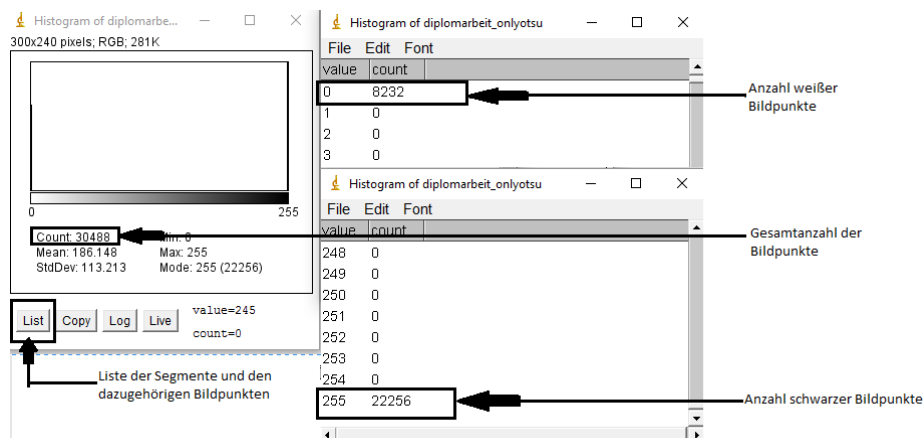 Histogram of diplomarbe...
300x240 pixels; RGB; 281K
0 255
Count: 30488 Min: 0
Mean: 186.148 Max: 255
StdDev: 113.213 Mode: 255 (22256)
List Copy Log Live
value=245
count=0
Liste der Segmente und den
dazugehörigen Bildpunkten
Histogram of diplomarbeit_onlyotsu
File Edit Font
value count
0 8232
1 0
2 0
3 0
Anzahl weißer
Bildpunkte
Histogram of diplomarbeit_onlyotsu
File Edit Font
value count
248 0
249 0
250 0
251 0
252 0
253 0
254 0
255 22256
Gesamtanzahl der
Bildpunkte
Anzahl schwarzer Bildpunkte